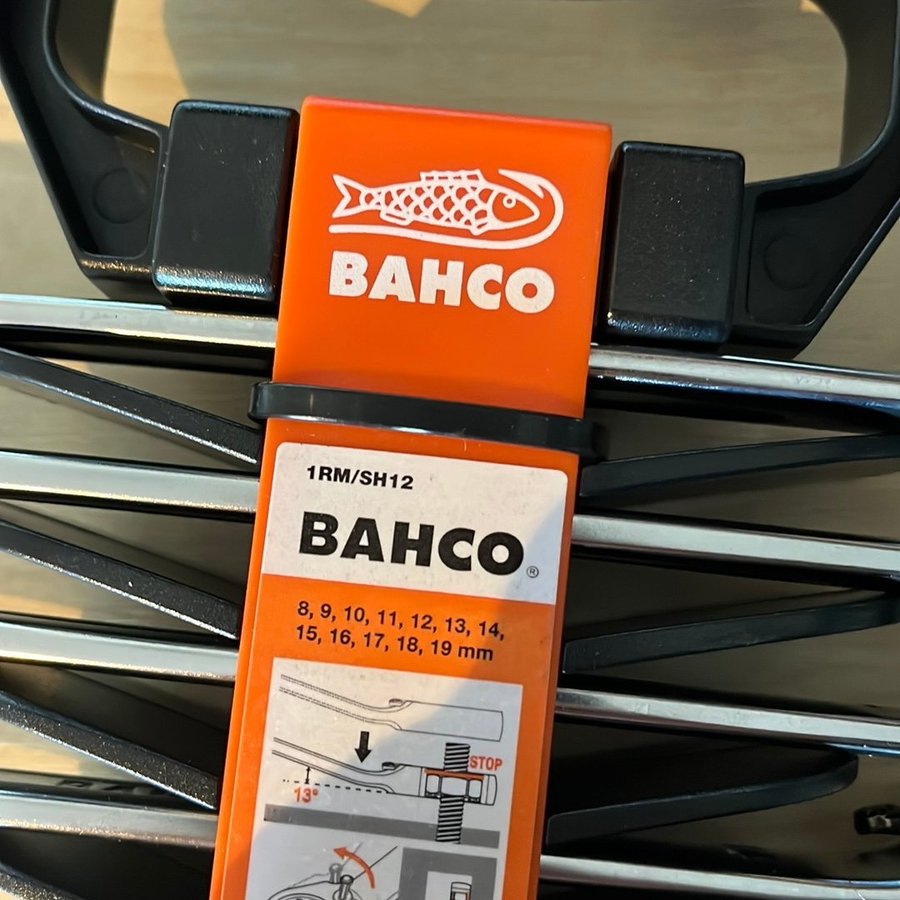 BAHCO
1RM/SH12
BAHCO®
8, 9, 10, 11, 12, 13, 14,
15, 16, 17, 18, 19 mm
STOP
13°